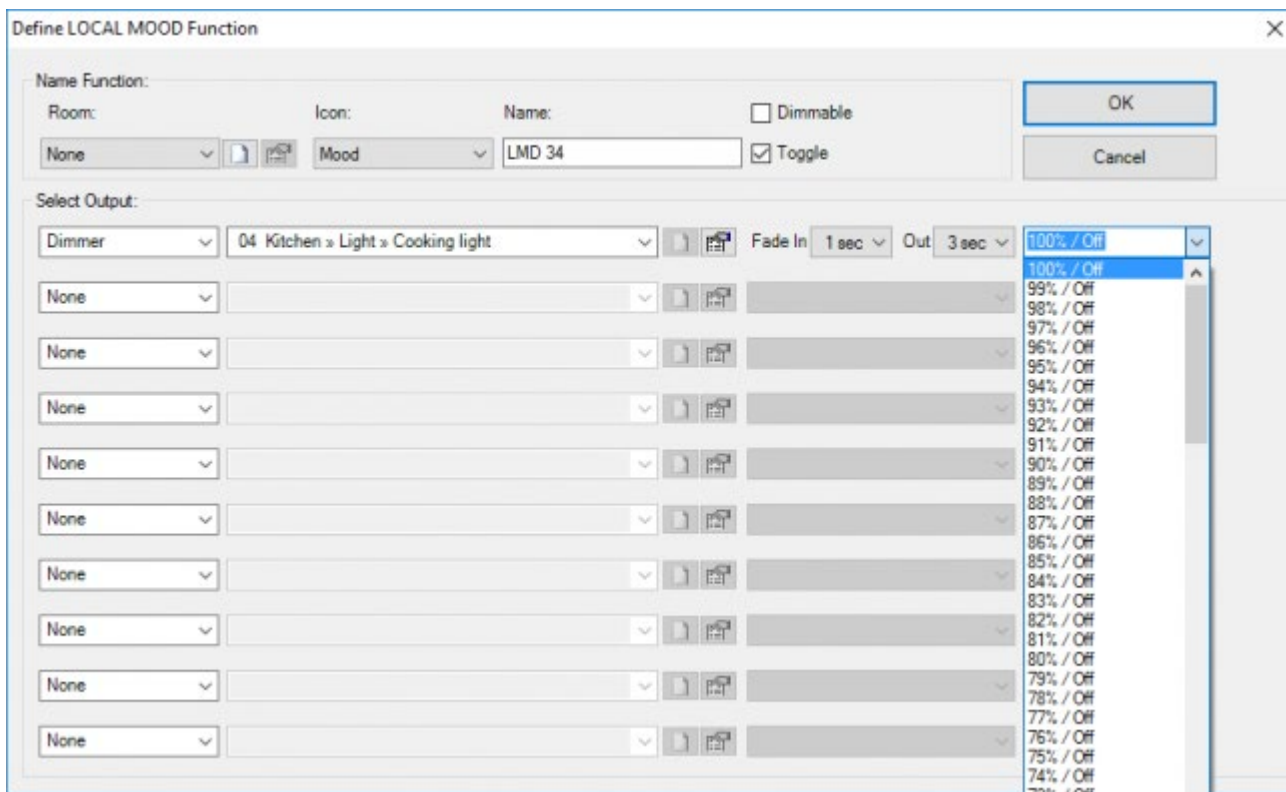 Define LOCAL MOOD Function
Name Function:
Room: Icon: Name: Dimmable
None Mood LMD 34 Toggle
OK
Cancel
Select Output:
Dimmer 04 Kitchen » Light » Cooking light Fade In 1 sec Out 3 sec 100% / Off
100% / Off
None
99% / Off
98% / Off
97% / Off
None
96% / Off
95% / Off
94% / Off
None
93% / Off
92% / Off
91% / Off
None
90% / Off
89% / Off
88% / Off
None
87% / Off
86% / Off
85% / Off
None
84% / Off
83% / Off
82% / Off
None
81% / Off
80% / Off
None
79% / Off
78% / Off
77% / Off
None
76% / Off
75% / Off
74% / Off